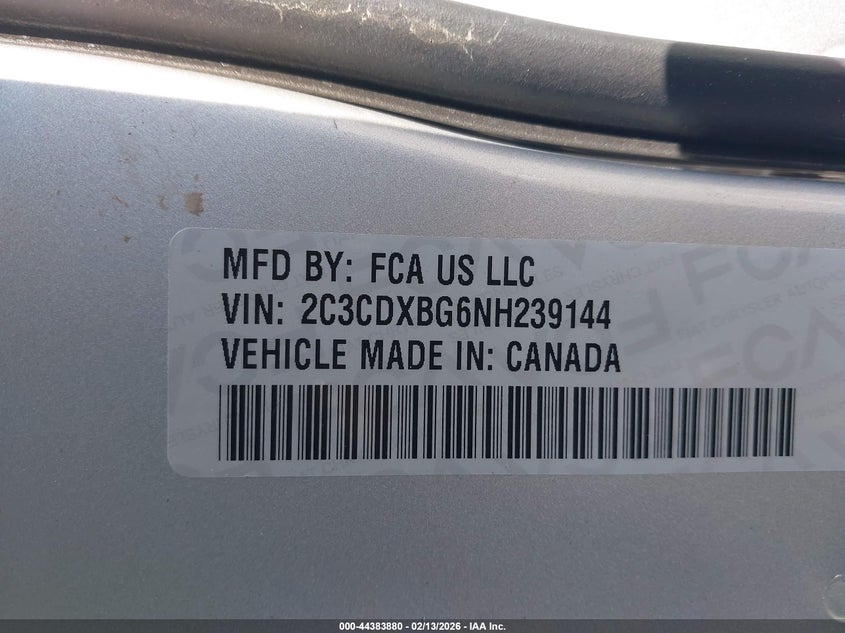 MFD BY: FCA US LLC
VIN: 2C3CDXBG6NH239144
VEHICLE MADE IN: CANADA
000-44383880 - 02/13/2026 - IAA Inc.